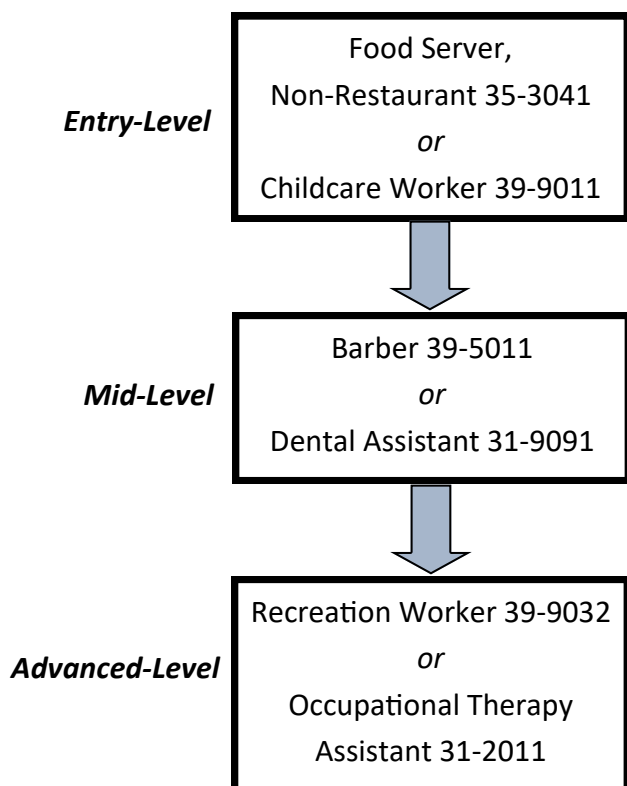 Entry-Level
Food Server,
Non-Restaurant 35-3041
or
Childcare Worker 39-9011
Mid-Level
Barber 39-5011
or
Dental Assistant 31-9091
Advanced-Level
Recreation Worker 39-9032
or
Occupational Therapy
Assistant 31-2011